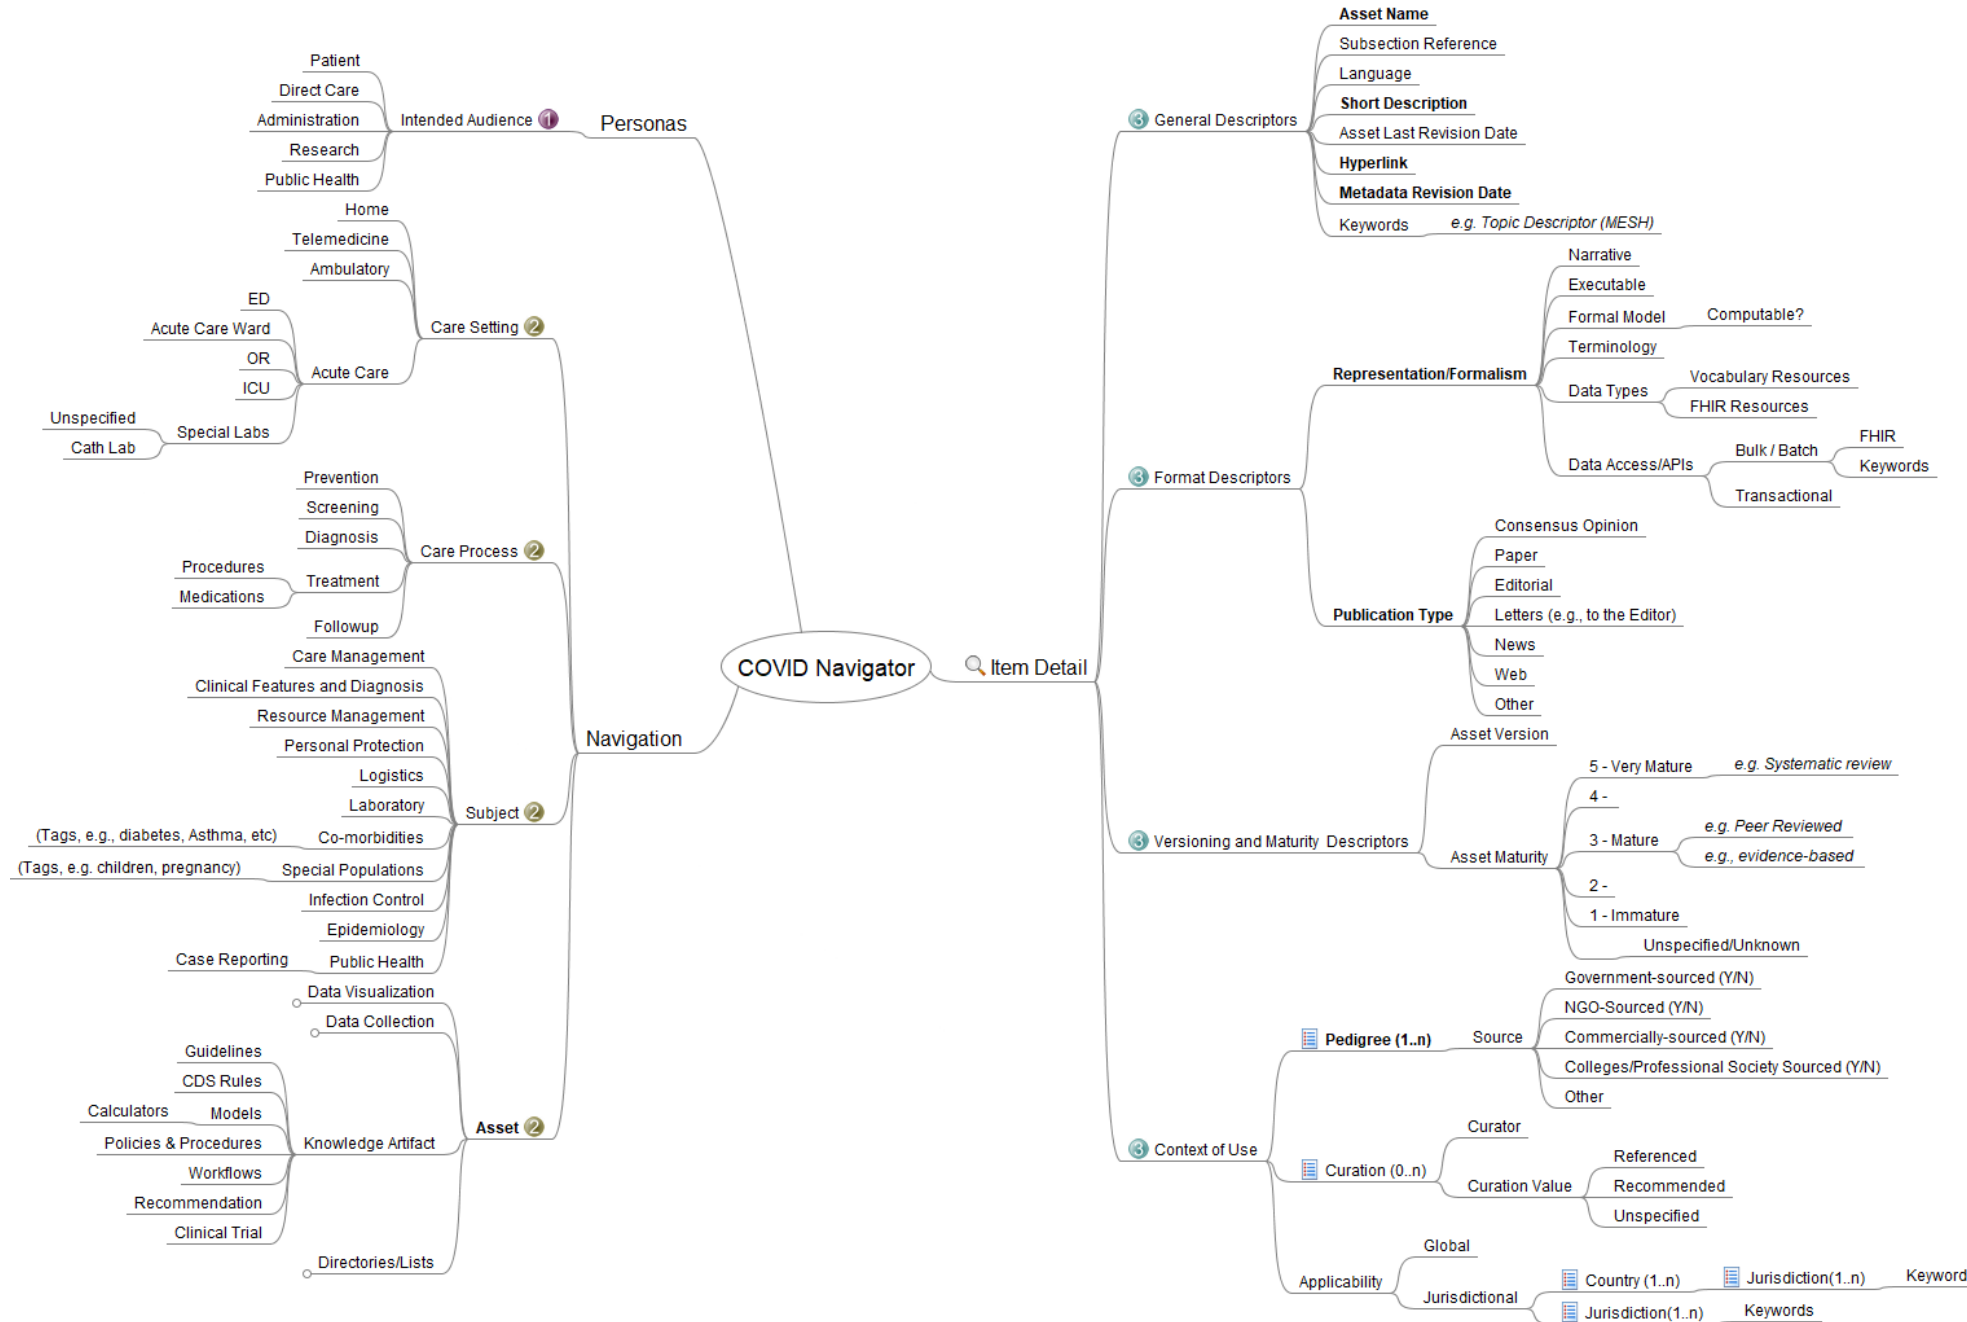 COVID Navigator
Personas
Intended Audience 1
Patient
Direct Care
Administration
Research
Public Health
Navigation
Care Setting 2
Home
Telemedicine
Ambulatory
Acute Care
ED
Acute Care Ward
OR
ICU
Special Labs
Unspecified
Cath Lab
Care Process 2
Prevention
Screening
Diagnosis
Treatment
Procedures
Medications
Followup
Subject 2
Care Management
Clinical Features and Diagnosis
Resource Management
Personal Protection
Logistics
Laboratory
Co-morbidities
(Tags, e.g., diabetes, Asthma, etc)
Special Populations
(Tags, e.g. children, pregnancy)
Infection Control
Epidemiology
Public Health
Case Reporting
Asset 2
Data Visualization
Data Collection
Knowledge Artifact
Guidelines
CDS Rules
Models
Calculators
Policies & Procedures
Workflows
Recommendation
Clinical Trial
Directories/Lists
Item Detail
3 General Descriptors
Asset Name
Subsection Reference
Language
Short Description
Asset Last Revision Date
Hyperlink
Metadata Revision Date
Keywords
e.g. Topic Descriptor (MESH)
3 Format Descriptors
Representation/Formalism
Narrative
Executable
Formal Model
Computable?
Terminology
Data Types
Vocabulary Resources
FHIR Resources
Data Access/APIs
Bulk / Batch
FHIR
Keywords
Transactional
Publication Type
Consensus Opinion
Paper
Editorial
Letters (e.g., to the Editor)
News
Web
Other
3 Versioning and Maturity Descriptors
Asset Version
Asset Maturity
5 - Very Mature
e.g. Systematic review
4 -
3 - Mature
e.g. Peer Reviewed
e.g., evidence-based
2 -
1 - Immature
Unspecified/Unknown
3 Context of Use
Pedigree (1..n)
Source
Government-sourced (Y/N)
NGO-Sourced (Y/N)
Commercially-sourced (Y/N)
Colleges/Professional Society Sourced (Y/N)
Other
Curation (0..n)
Curator
Curation Value
Referenced
Recommended
Unspecified
Applicability
Global
Jurisdictional
Country (1..n)
Jurisdiction(1..n)
Keyword
Jurisdiction(1..n)
Keywords